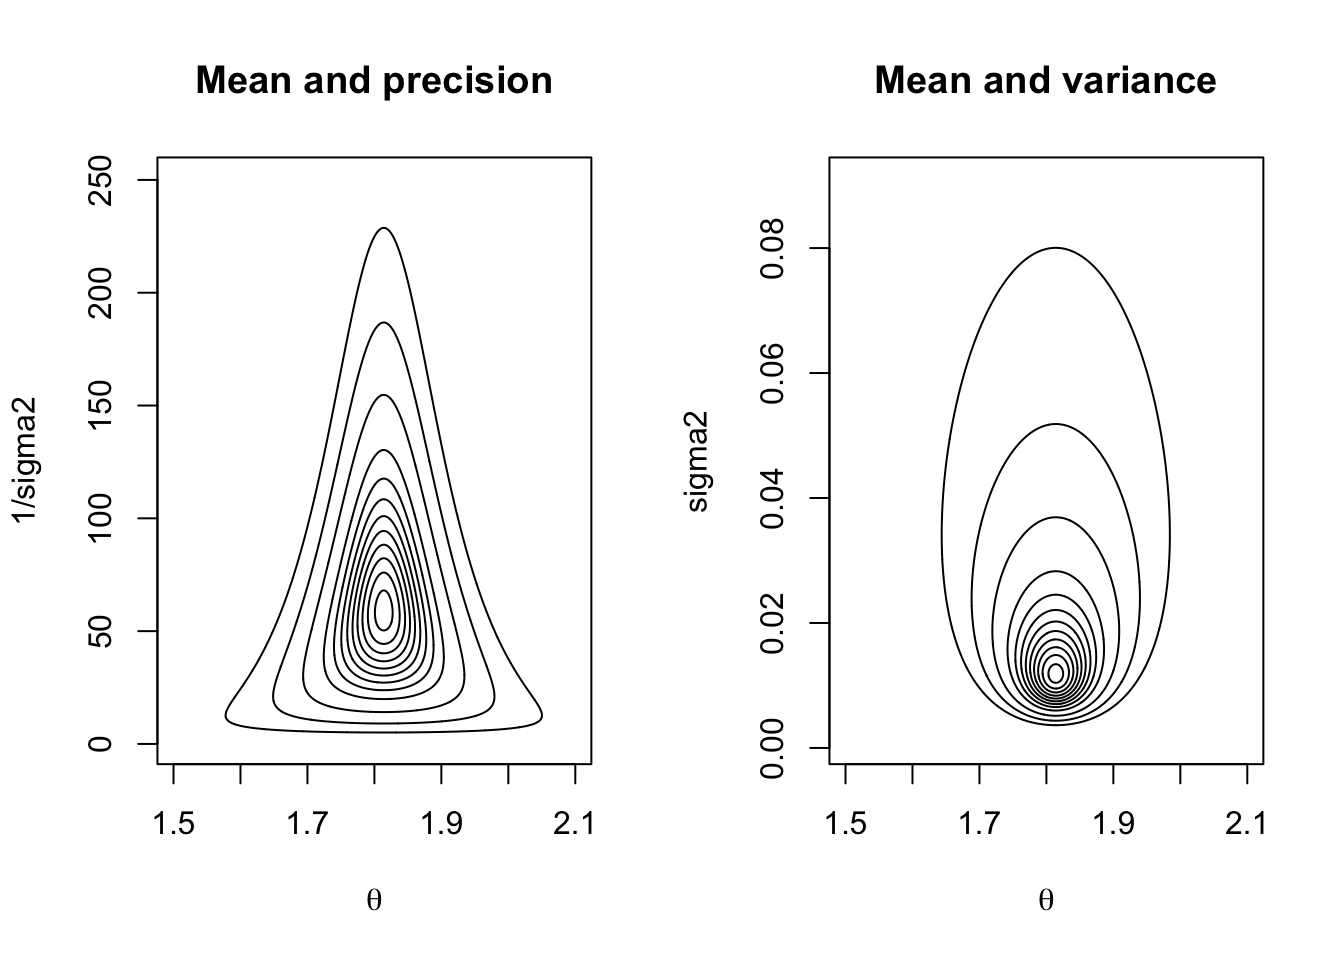 Mean and precision
1/sigma2
250
200
150
100
50
0
1.5 1.7 1.9 2.1
θ
Mean and variance
sigma2
0.08
0.06
0.04
0.02
0.00
1.5 1.7 1.9 2.1
θ